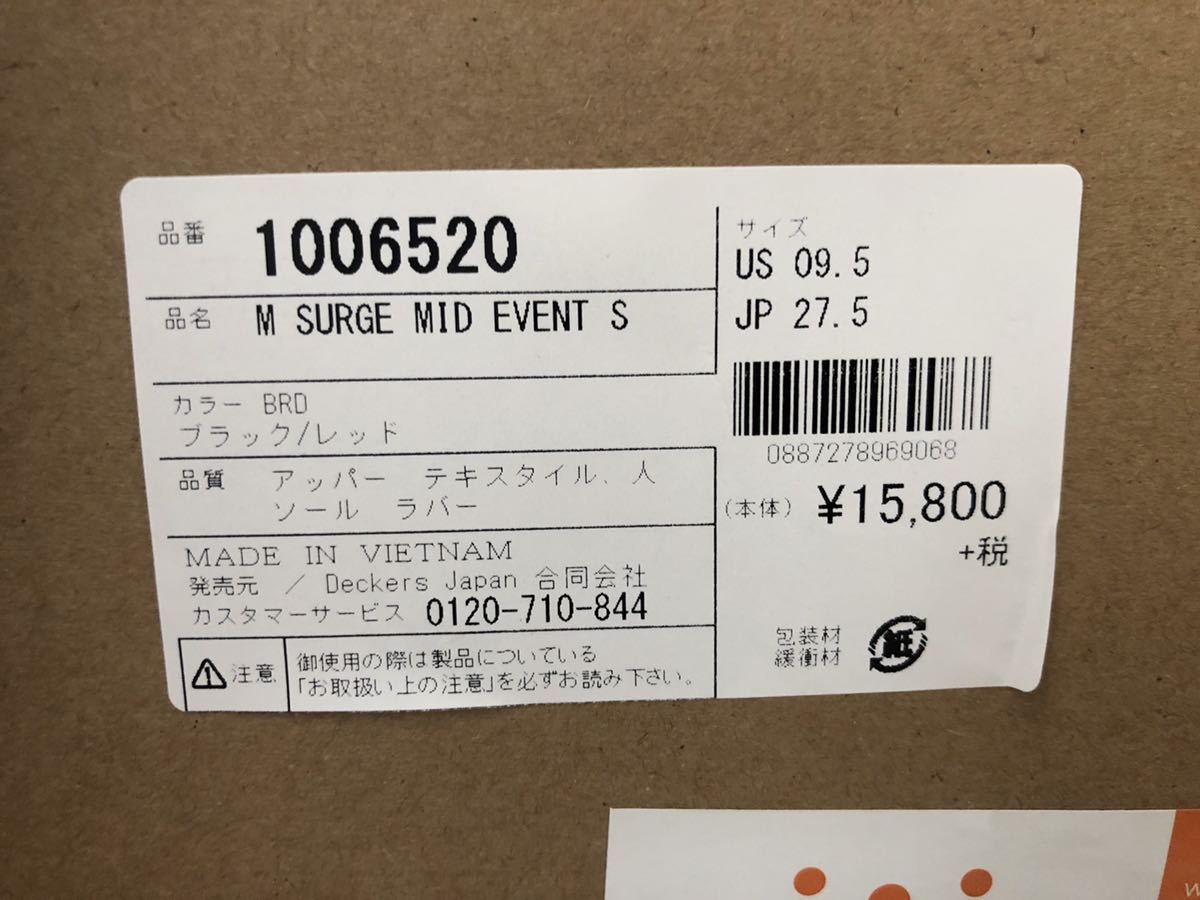 品番 1006520
品名 M SURGE MID EVENT S
カラー BRD
ブラック/レッド
品質 アッパー テキスタイル、人
ソール ラバー
MADE IN VIETNAM
発売元 / Deckers Japan 合同会社
カスタマーサービス 0120-710-844
注意
御使用の際は製品についている
「お取扱い上の注意」を必ずお読み下さい。
サイズ
US 09.5
JP 27.5
0887278969068
(本体) ¥15,800
+税
包装材
緩衝材
紙